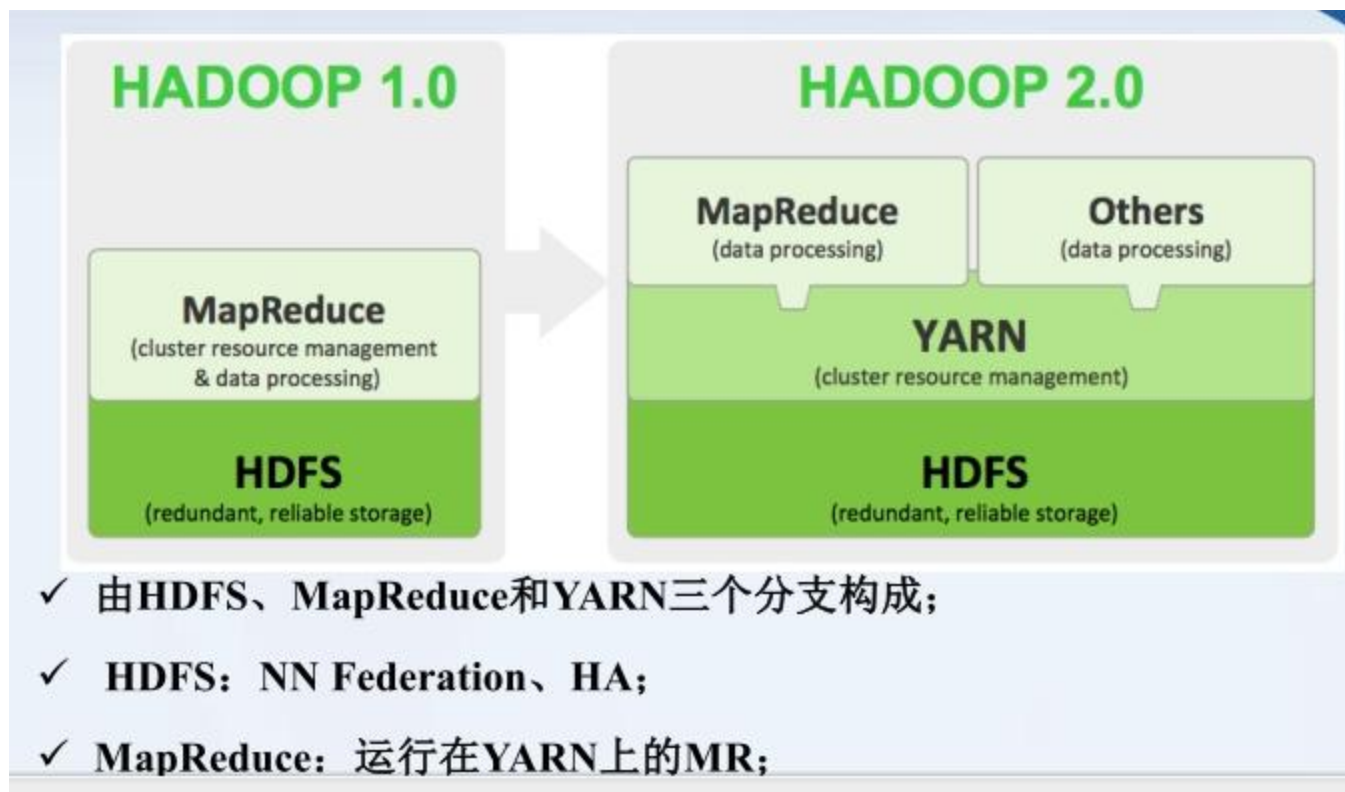 HADOOP 1.0
MapReduce
(cluster resource management
& data processing)
HDFS
(redundant, reliable storage)
HADOOP 2.0
MapReduce
(data processing)
Others
(data processing)
YARN
(cluster resource management)
HDFS
(redundant, reliable storage)
✓ 由HDFS、MapReduce和YARN三个分支构成；
✓ HDFS：NN Federation、HA；
✓ MapReduce：运行在YARN上的MR；